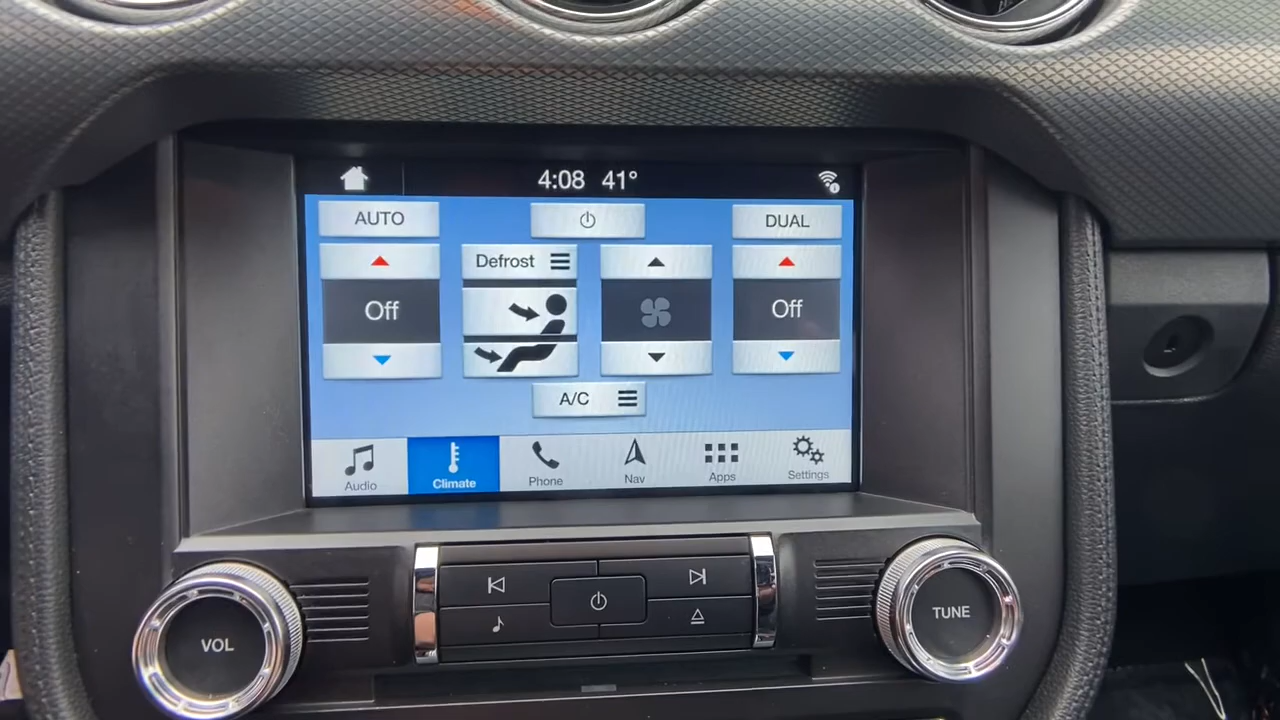 4:08 41°
AUTO
DUAL
Defrost
Off
Off
A/C
Audio
Climate
Phone
Nav
Apps
Settings
VOL
TUNE